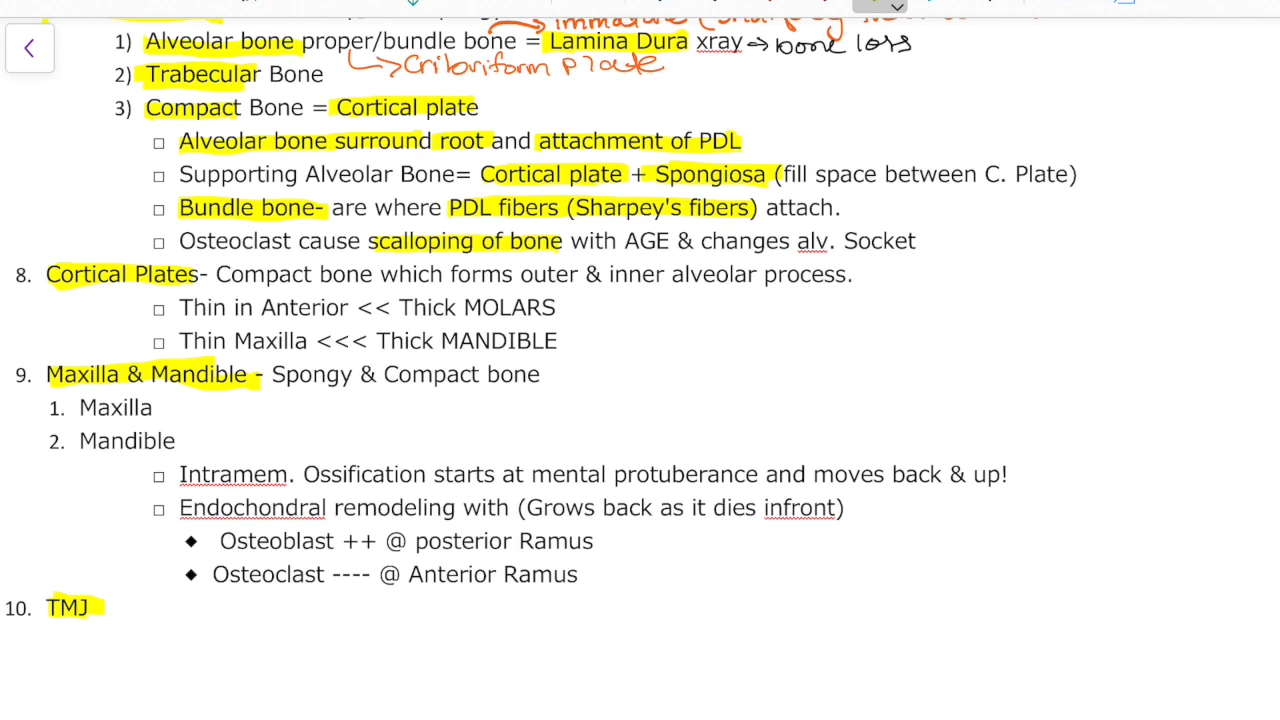 immature (Sharpey
1) Alveolar bone proper/bundle bone = Lamina Dura xray → bone loss
→ Cribriform plate
2) Trabecular Bone
3) Compact Bone = Cortical plate
□ Alveolar bone surround root and attachment of PDL
□ Supporting Alveolar Bone= Cortical plate + Spongiosa (fill space between C. Plate)
□ Bundle bone- are where PDL fibers (Sharpey's fibers) attach.
□ Osteoclast cause scalloping of bone with AGE & changes alv. Socket
8. Cortical Plates- Compact bone which forms outer & inner alveolar process.
□ Thin in Anterior << Thick MOLARS
□ Thin Maxilla <<< Thick MANDIBLE
9. Maxilla & Mandible - Spongy & Compact bone
1. Maxilla
2. Mandible
□ Intramem. Ossification starts at mental protuberance and moves back & up!
□ Endochondral remodeling with (Grows back as it dies infront)
◆ Osteoblast ++ @ posterior Ramus
◆ Osteoclast ---- @ Anterior Ramus
10. TMJ